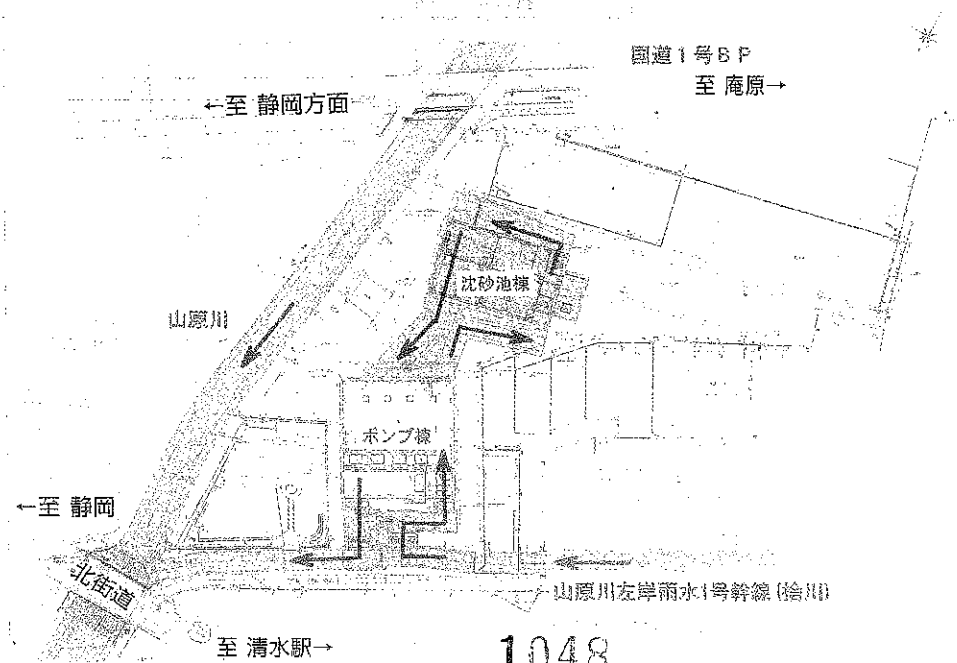 国道1号BP
至 庵原→
←至 静岡方面
沈砂池棟
山原川
ポンプ棟
←至 静岡
北街道
山原川左岸雨水1号幹線(桧川)
至 清水駅→
1048